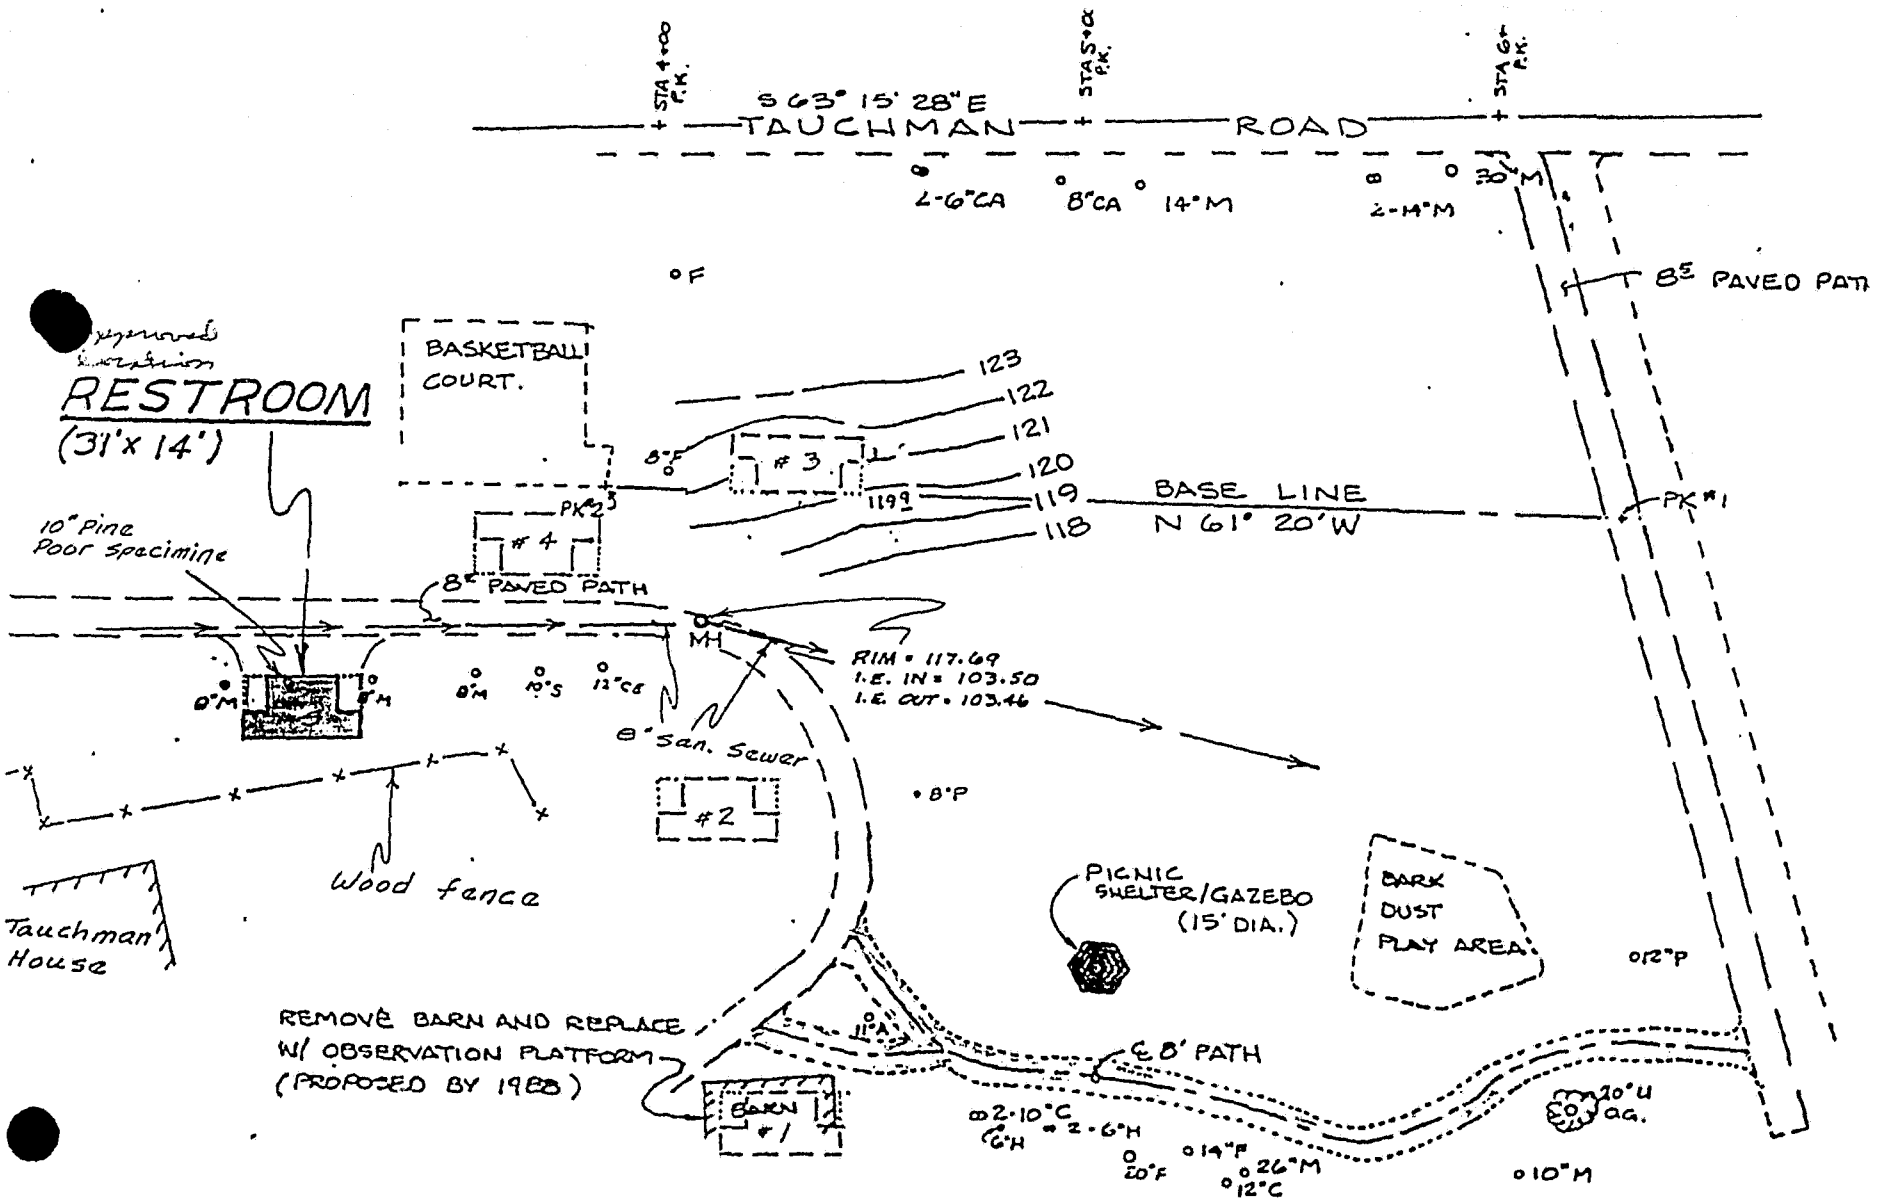 STA 4+00
P.K.
STA 5+0
P.K.
STA 6+
P.K.
S 63° 15' 28" E
TAUCHMAN ROAD
2-6"CA
8"CA
14"M
2-14"M
30"M
F
8' PAVED PATH
Approved
Location
RESTROOM
(31' x 14')
BASKETBALL
COURT.
123
122
121
120
119
118
8"F
#3
119.9
BASE LINE
N 61° 20' W
PK #1
PK#2
#4
10" Pine
Poor Specimine
8' PAVED PATH
MH
RIM = 117.69
I.E. IN = 103.50
I.E. OUT = 103.46
8"M
8"M
8"M
10"S
12"CE
8" San. Sewer
#2
8"P
Wood fence
Tauchman
House
PICNIC
SHELTER/GAZEBO
(15' DIA.)
BARK
DUST
PLAY AREA
12"P
REMOVE BARN AND REPLACE
W/ OBSERVATION PLATFORM
(PROPOSED BY 1988)
11"A
℄ 8' PATH
BARN
#1
2-10"C
6"H
2-6"H
20"F
14"F
26"M
12"C
20"U
O.G.
10"M